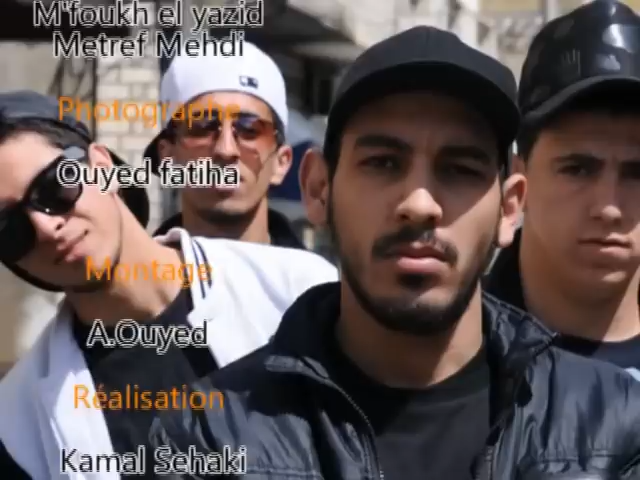 M'foukh el yazid
Metref Mehdi
Photographe
Ouyed fatiha
Montage
A.Ouyed
Réalisation
Kamal Sehaki